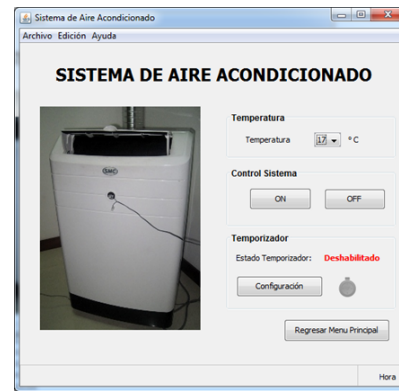 Sistema de Aire Acondicionado
Archivo Edición Ayuda
SISTEMA DE AIRE ACONDICIONADO
Temperatura
Temperatura 17 °C
Control Sistema
ON OFF
Temporizador
Estado Temporizador: Deshabilitado
Configuración
Regresar Menu Principal
Hora